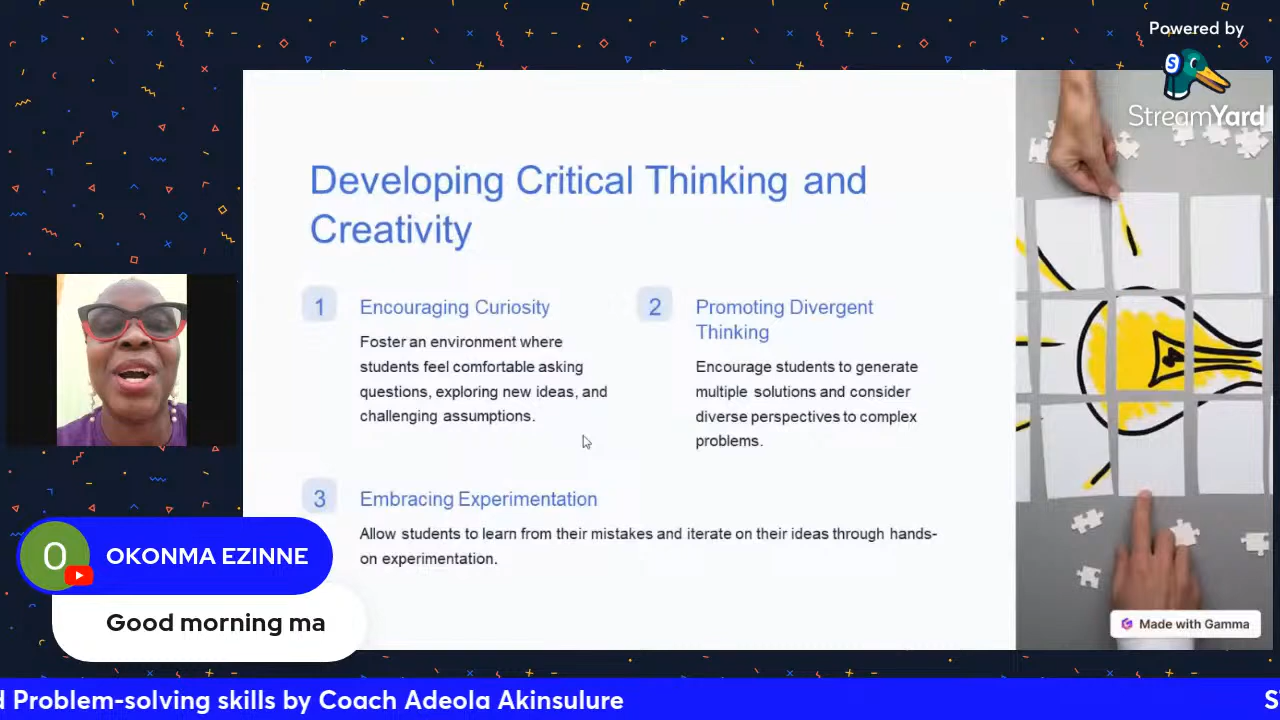 Powered by
StreamYard
Developing Critical Thinking and
Creativity
1
Encouraging Curiosity
Foster an environment where
students feel comfortable asking
questions, exploring new ideas, and
challenging assumptions.
2
Promoting Divergent
Thinking
Encourage students to generate
multiple solutions and consider
diverse perspectives to complex
problems.
3
Embracing Experimentation
Allow students to learn from their mistakes and iterate on their ideas through hands-
on experimentation.
O
OKONMA EZINNE
Good morning ma
Made with Gamma
d Problem-solving skills by Coach Adeola Akinsulure